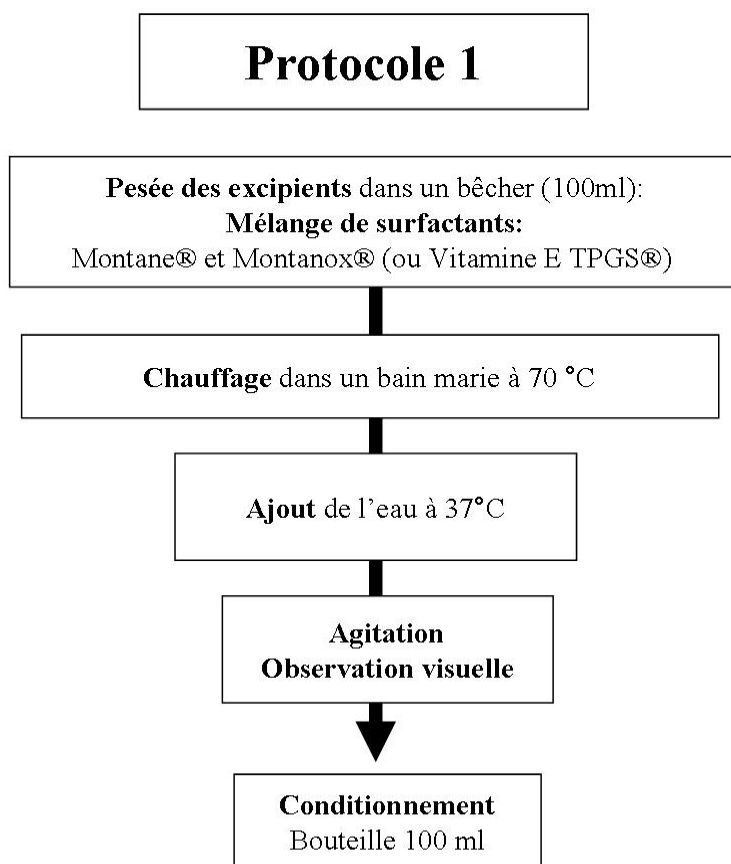 Protocole 1
Pesée des excipients dans un bêcher (100ml):
Mélange de surfactants:
Montane® et Montanox® (ou Vitamine E TPGS®)
Chauffage dans un bain marie à 70 °C
Ajout de l’eau à 37°C
Agitation
Observation visuelle
Conditionnement
Bouteille 100 ml